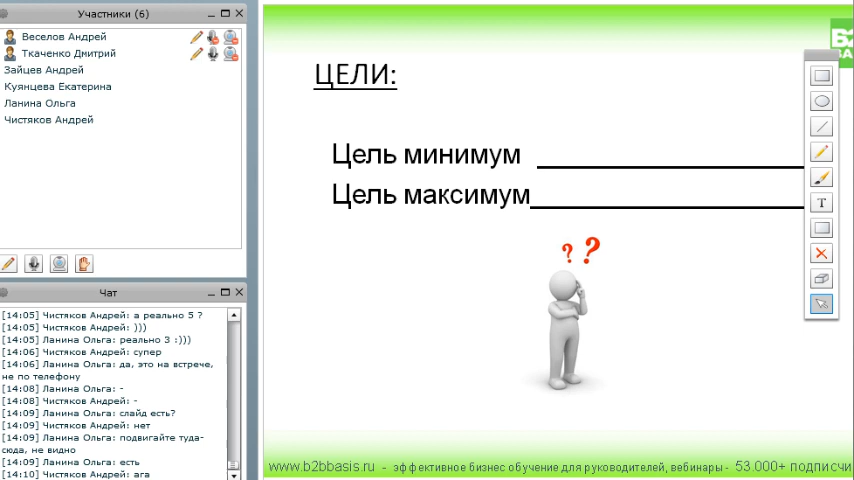 Участники (6)
Веселов Андрей
Ткаченко Дмитрий
Зайцев Андрей
Куянцева Екатерина
Ланина Ольга
Чистяков Андрей
Чат
[14:05] Чистяков Андрей: а реально 5 ?
[14:05] Чистяков Андрей: )))
[14:05] Ланина Ольга: реально 3 :)))
[14:06] Чистяков Андрей: супер
[14:06] Ланина Ольга: да, это на встрече,
не по телефону
[14:08] Ланина Ольга: -
[14:08] Чистяков Андрей: -
[14:09] Ланина Ольга: слайд есть?
[14:09] Чистяков Андрей: нет
[14:09] Ланина Ольга: подвигайте туда-
сюда, не видно
[14:09] Ланина Ольга: есть
[14:10] Чистяков Андрей: ага
ЦЕЛИ:
Цель минимум
Цель максимум
? ?
T
www.b2bbasis.ru - эффективное бизнес обучение для руководителей, вебинары - 53.000+ подписчи